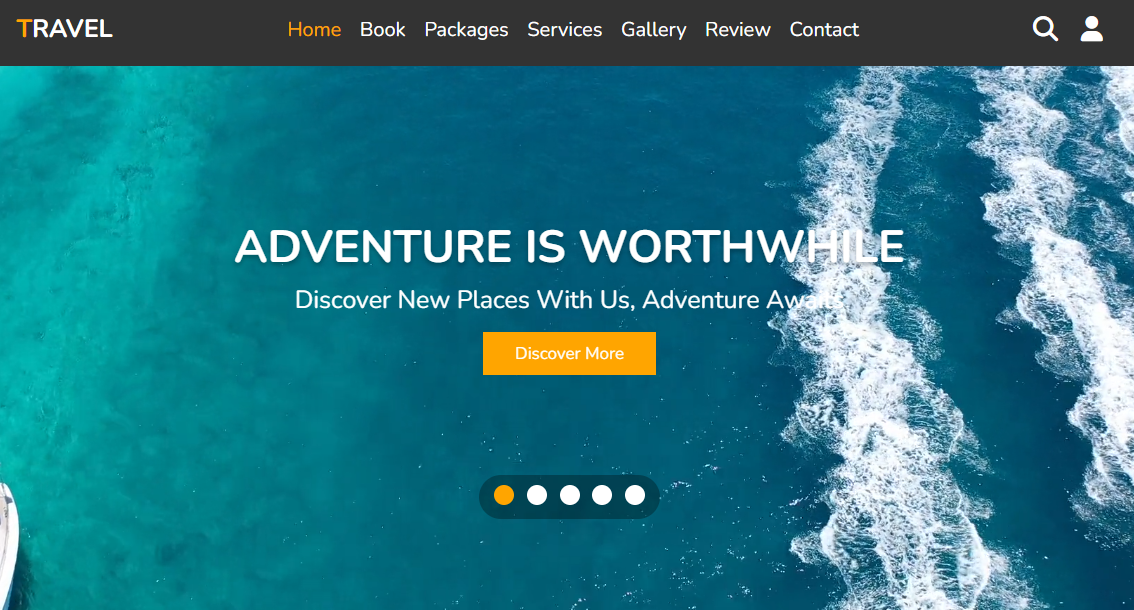 TRAVEL
Home Book Packages Services Gallery Review Contact
ADVENTURE IS WORTHWHILE
Discover New Places With Us, Adventure Awaits
Discover More